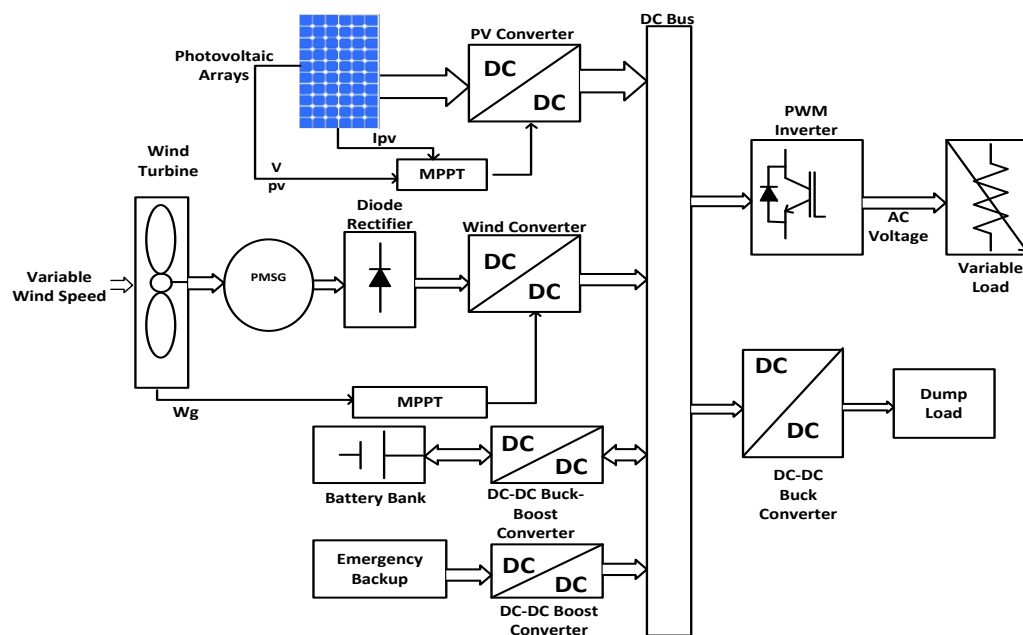 DC Bus
PV Converter
Photovoltaic
Arrays
DC
DC
Ipv
V
pv
MPPT
PWM
Inverter
AC
Voltage
Variable
Load
Wind
Turbine
Diode
Rectifier
Wind Converter
DC
DC
PMSG
Variable
Wind Speed
Wg
MPPT
DC
DC
Battery Bank
DC-DC Buck-
Boost
Converter
DC
DC
Dump
Load
DC-DC
Buck
Converter
Emergency
Backup
DC
DC
DC-DC Boost
Converter